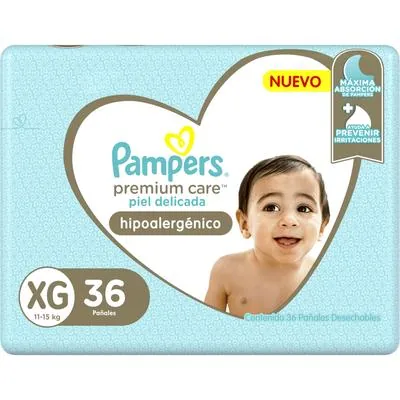 NUEVO
MÁXIMA
ABSORCIÓN
DE PAMPERS
+
AYUDA A
PREVENIR
IRRITACIONES
Pampers
premium care™
piel delicada
hipoalergénico
XG 36
11-15 kg Pañales
Contenido 36 Pañales Desechables